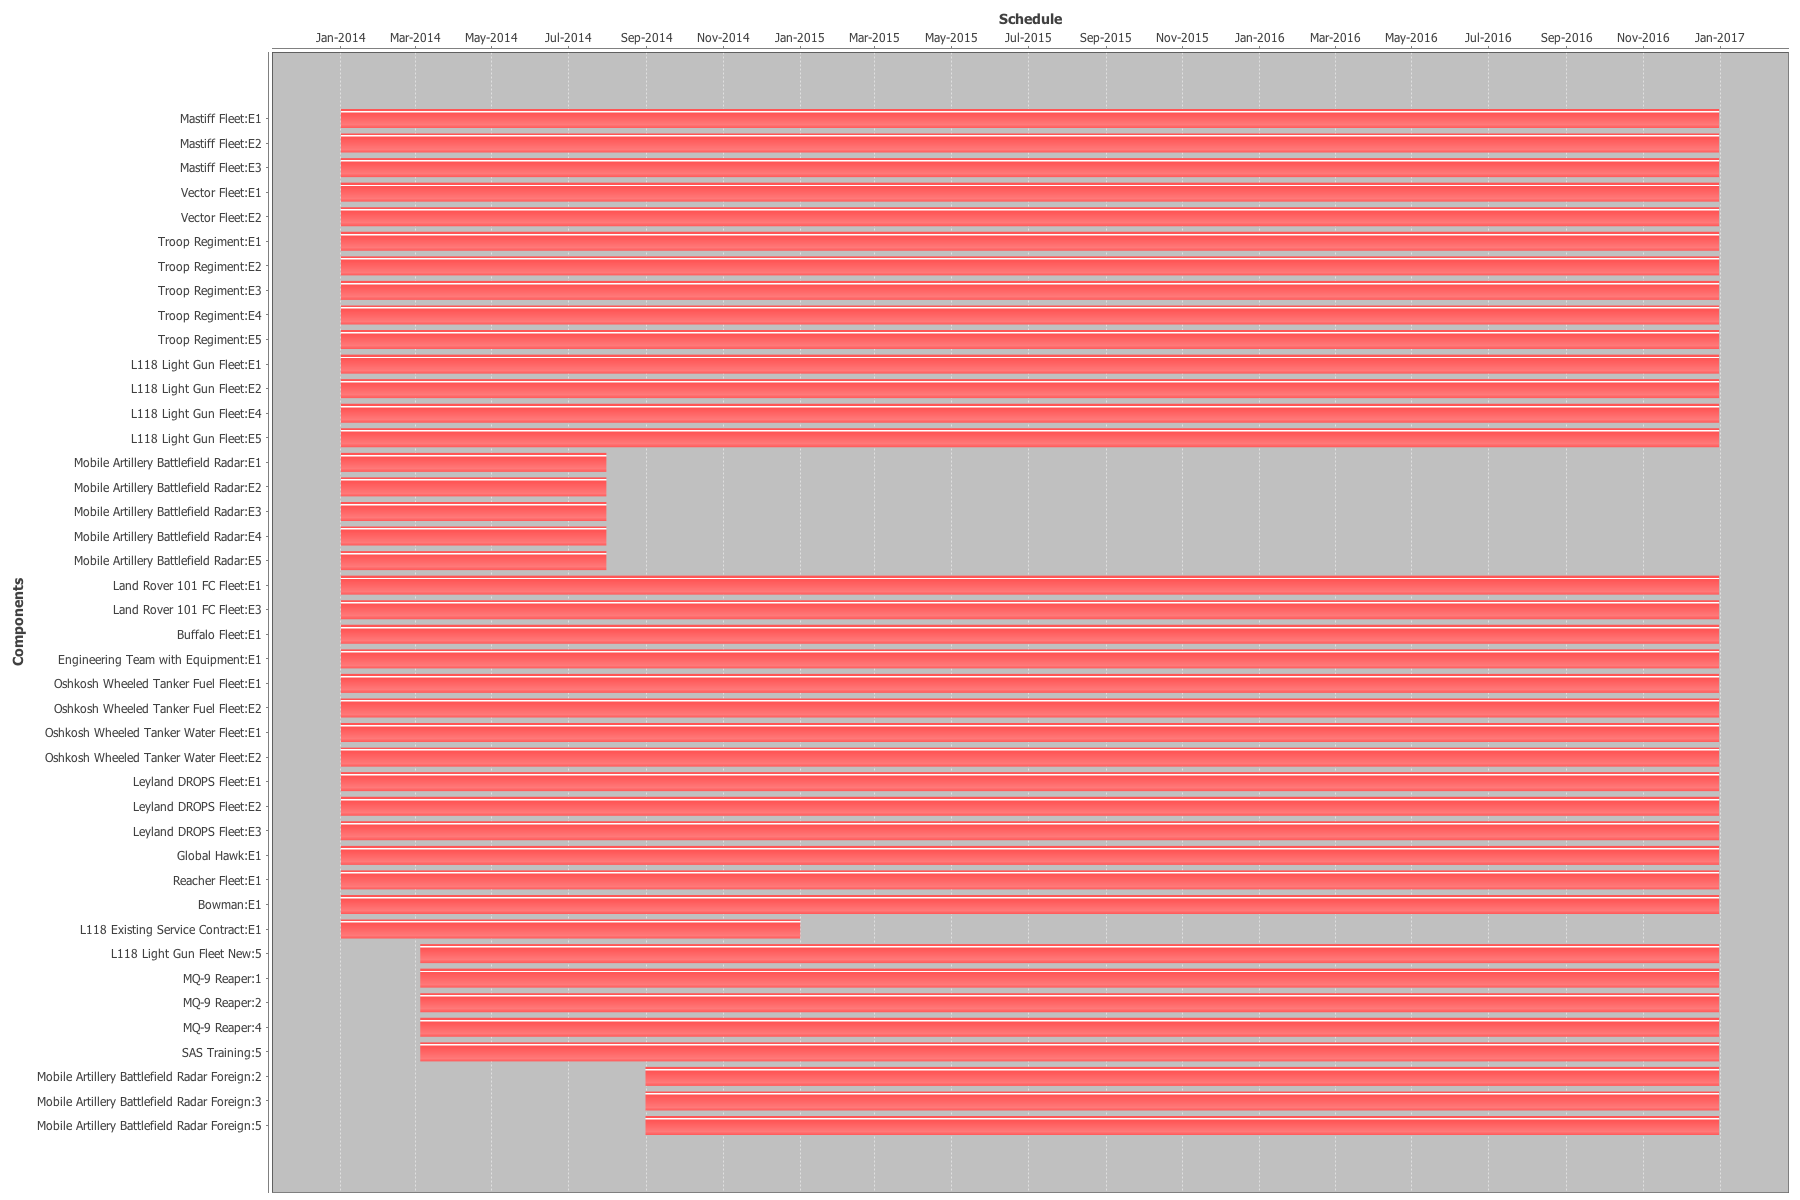 Schedule
Jan-2014 Mar-2014 May-2014 Jul-2014 Sep-2014 Nov-2014 Jan-2015 Mar-2015 May-2015 Jul-2015 Sep-2015 Nov-2015 Jan-2016 Mar-2016 May-2016 Jul-2016 Sep-2016 Nov-2016 Jan-2017
Components
Mastiff Fleet:E1
Mastiff Fleet:E2
Mastiff Fleet:E3
Vector Fleet:E1
Vector Fleet:E2
Troop Regiment:E1
Troop Regiment:E2
Troop Regiment:E3
Troop Regiment:E4
Troop Regiment:E5
L118 Light Gun Fleet:E1
L118 Light Gun Fleet:E2
L118 Light Gun Fleet:E4
L118 Light Gun Fleet:E5
Mobile Artillery Battlefield Radar:E1
Mobile Artillery Battlefield Radar:E2
Mobile Artillery Battlefield Radar:E3
Mobile Artillery Battlefield Radar:E4
Mobile Artillery Battlefield Radar:E5
Land Rover 101 FC Fleet:E1
Land Rover 101 FC Fleet:E3
Buffalo Fleet:E1
Engineering Team with Equipment:E1
Oshkosh Wheeled Tanker Fuel Fleet:E1
Oshkosh Wheeled Tanker Fuel Fleet:E2
Oshkosh Wheeled Tanker Water Fleet:E1
Oshkosh Wheeled Tanker Water Fleet:E2
Leyland DROPS Fleet:E1
Leyland DROPS Fleet:E2
Leyland DROPS Fleet:E3
Global Hawk:E1
Reacher Fleet:E1
Bowman:E1
L118 Existing Service Contract:E1
L118 Light Gun Fleet New:5
MQ-9 Reaper:1
MQ-9 Reaper:2
MQ-9 Reaper:4
SAS Training:5
Mobile Artillery Battlefield Radar Foreign:2
Mobile Artillery Battlefield Radar Foreign:3
Mobile Artillery Battlefield Radar Foreign:5